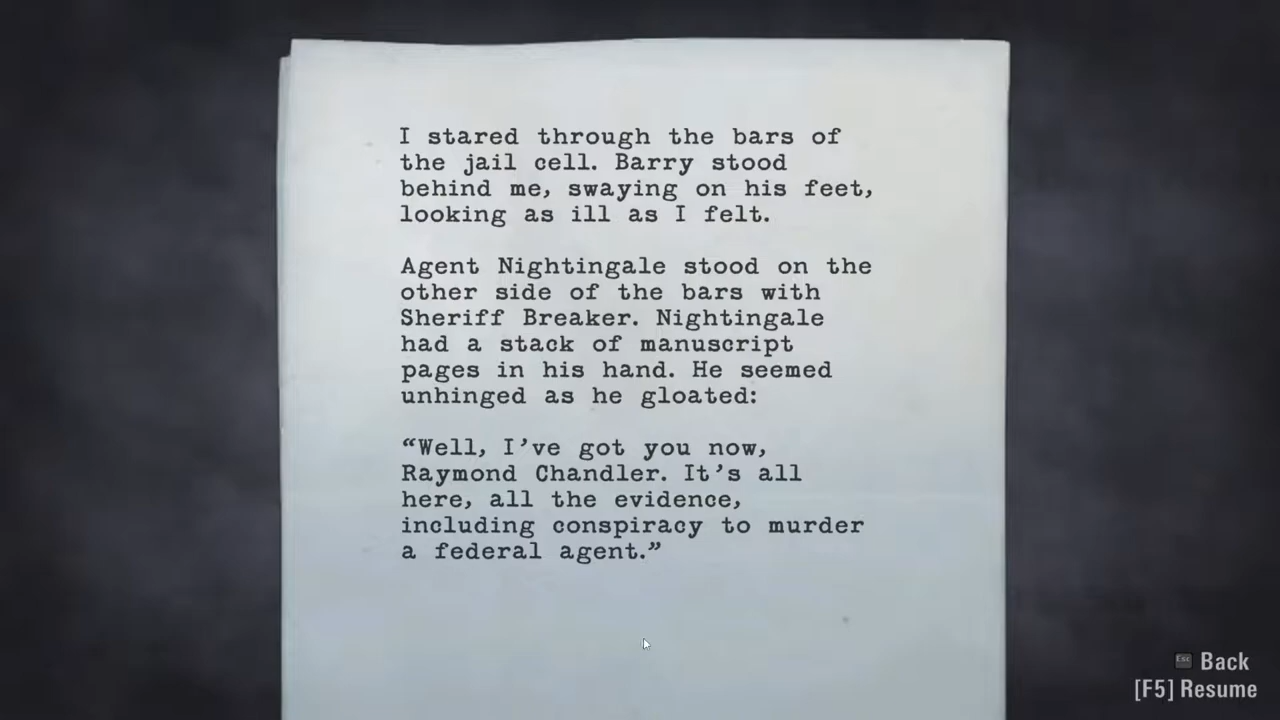 I stared through the bars of
the jail cell. Barry stood
behind me, swaying on his feet,
looking as ill as I felt.
Agent Nightingale stood on the
other side of the bars with
Sheriff Breaker. Nightingale
had a stack of manuscript
pages in his hand. He seemed
unhinged as he gloated:
“Well, I’ve got you now,
Raymond Chandler. It’s all
here, all the evidence,
including conspiracy to murder
a federal agent.”
Esc Back
[F5] Resume